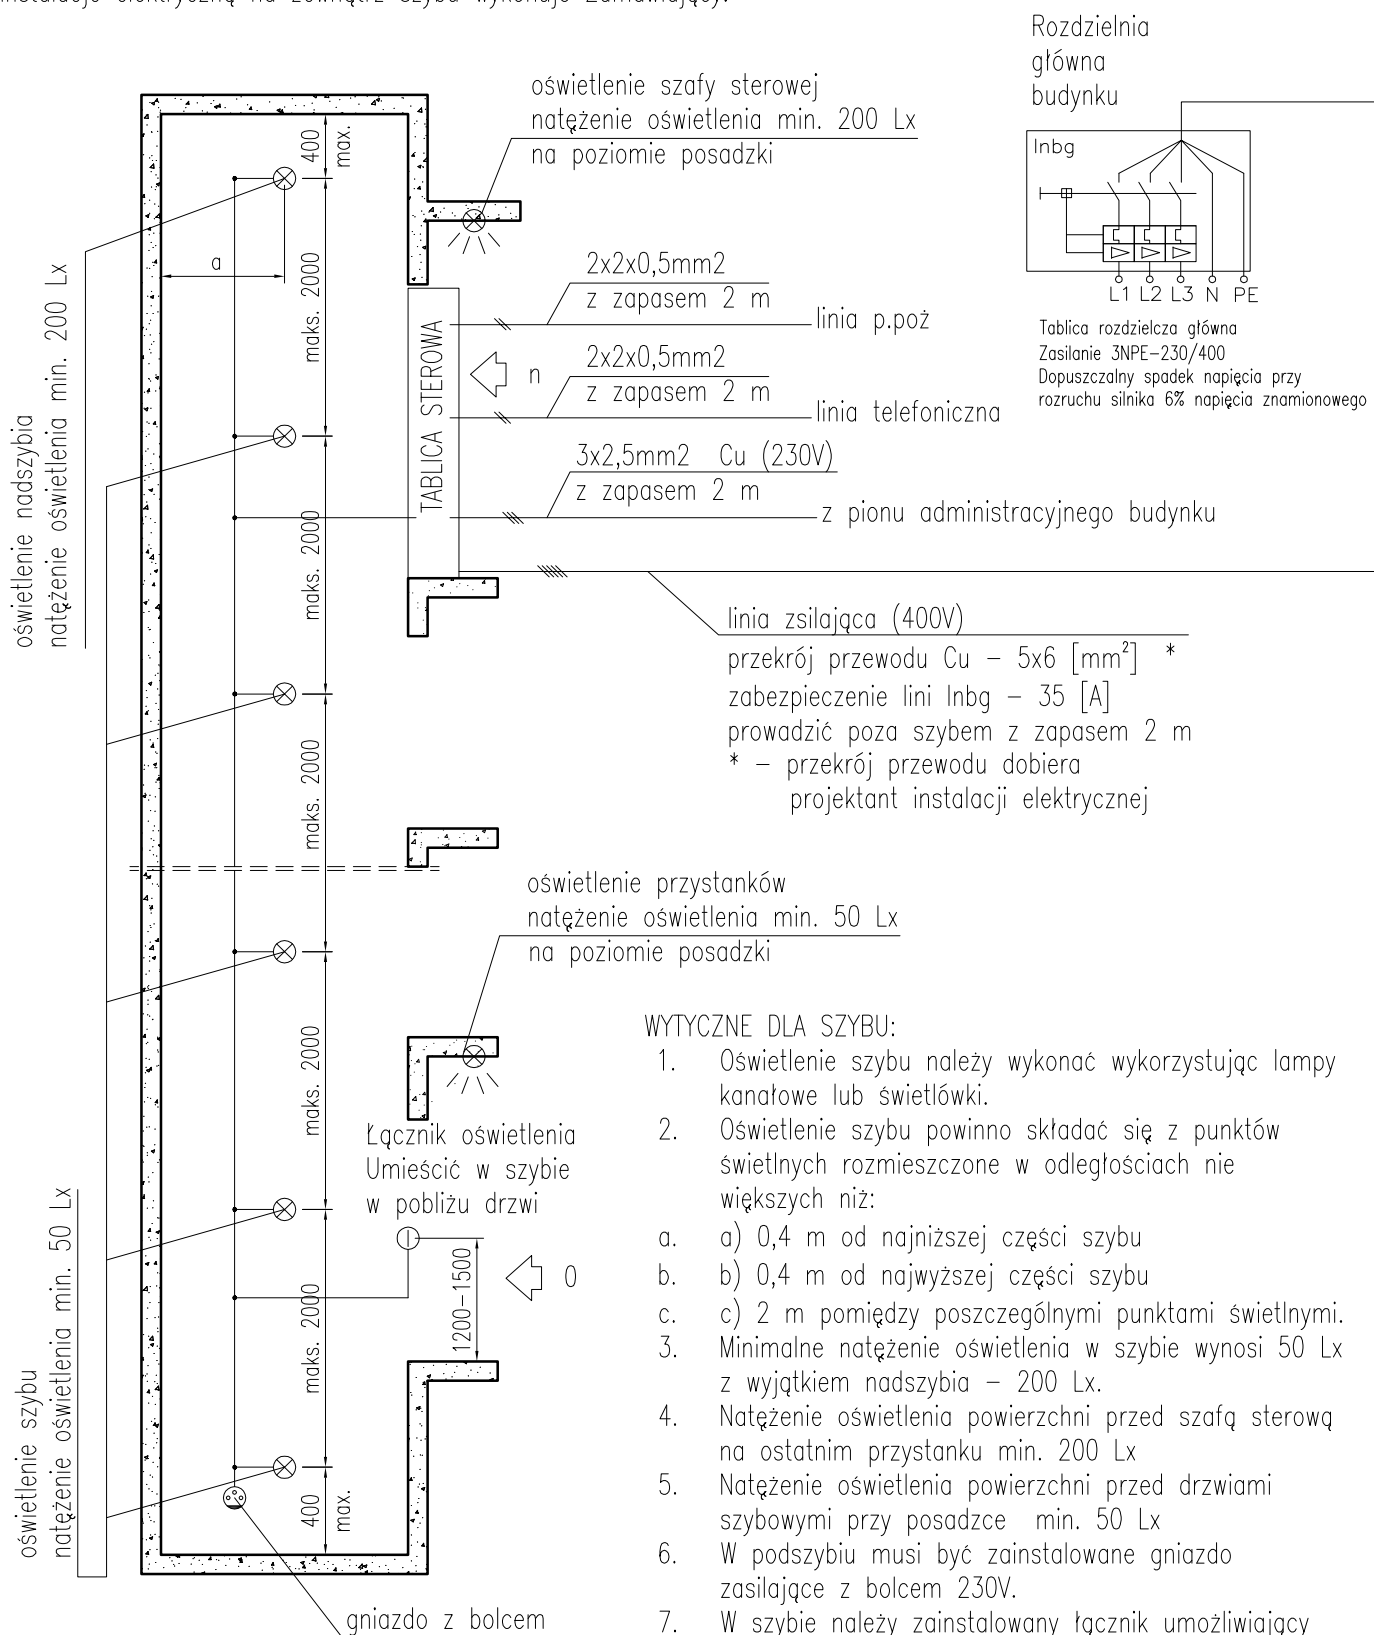 instalację elektryczną na zewnątrz szybu wykonuje Zamawiający.
Rozdzielnia
główna
budynku
Inbg
L1 L2 L3 N PE
Tablica rozdzielcza główna
Zasilanie 3NPE-230/400
Dopuszczalny spadek napięcia przy
rozruchu silnika 6% napięcia znamionowego
oświetlenie szafy sterowej
natężenie oświetlenia min. 200 Lx
na poziomie posadzki
400
max.
a
maks. 2000
oświetlenie nadszybia
natężenie oświetlenia min. 200 Lx
TABLICA STEROWA
2x2x0,5mm2
z zapasem 2 m
linia p.poż
n
2x2x0,5mm2
z zapasem 2 m
linia telefoniczna
3x2,5mm2 Cu (230V)
z zapasem 2 m
z pionu administracyjnego budynku
maks. 2000
linia zsilająca (400V)
przekrój przewodu Cu – 5x6 [mm²] *
zabezpieczenie lini Inbg – 35 [A]
prowadzić poza szybem z zapasem 2 m
* – przekrój przewodu dobiera
projektant instalacji elektrycznej
maks. 2000
oświetlenie przystanków
natężenie oświetlenia min. 50 Lx
na poziomie posadzki
maks. 2000
Łącznik oświetlenia
Umieścić w szybie
w pobliżu drzwi
1200-1500
0
maks. 2000
oświetlenie szybu
natężenie oświetlenia min. 50 Lx
400
max.
gniazdo z bolcem
WYTYCZNE DLA SZYBU:
1. Oświetlenie szybu należy wykonać wykorzystując lampy
kanałowe lub świetlówki.
2. Oświetlenie szybu powinno składać się z punktów
świetlnych rozmieszczone w odległościach nie
większych niż:
a. a) 0,4 m od najniższej części szybu
b. b) 0,4 m od najwyższej części szybu
c. c) 2 m pomiędzy poszczególnymi punktami świetlnymi.
3. Minimalne natężenie oświetlenia w szybie wynosi 50 Lx
z wyjątkiem nadszybia – 200 Lx.
4. Natężenie oświetlenia powierzchni przed szafą sterową
na ostatnim przystanku min. 200 Lx
5. Natężenie oświetlenia powierzchni przed drzwiami
szybowymi przy posadzce min. 50 Lx
6. W podszybiu musi być zainstalowane gniazdo
zasilające z bolcem 230V.
7. W szybie należy zainstalowany łącznik umożliwiający